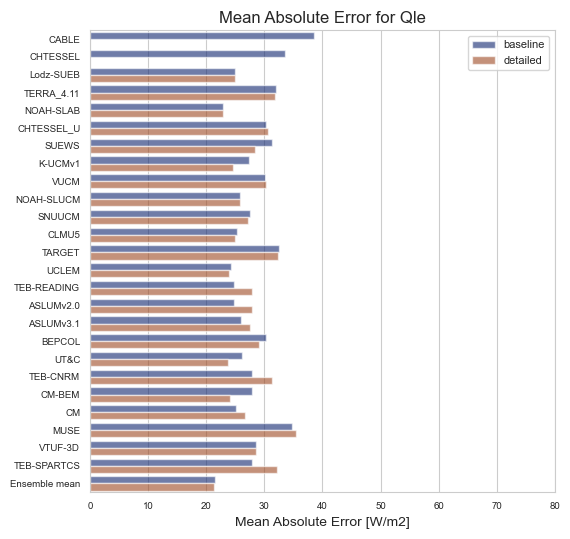 Mean Absolute Error for Qle
baseline
detailed
CABLE
CHTESSEL
Lodz-SUEB
TERRA_4.11
NOAH-SLAB
CHTESSEL_U
SUEWS
K-UCMv1
VUCM
NOAH-SLUCM
SNUUCM
CLMU5
TARGET
UCLEM
TEB-READING
ASLUMv2.0
ASLUMv3.1
BEPCOL
UT&C
TEB-CNRM
CM-BEM
CM
MUSE
VTUF-3D
TEB-SPARTCS
Ensemble mean
0 10 20 30 40 50 60 70 80
Mean Absolute Error [W/m2]